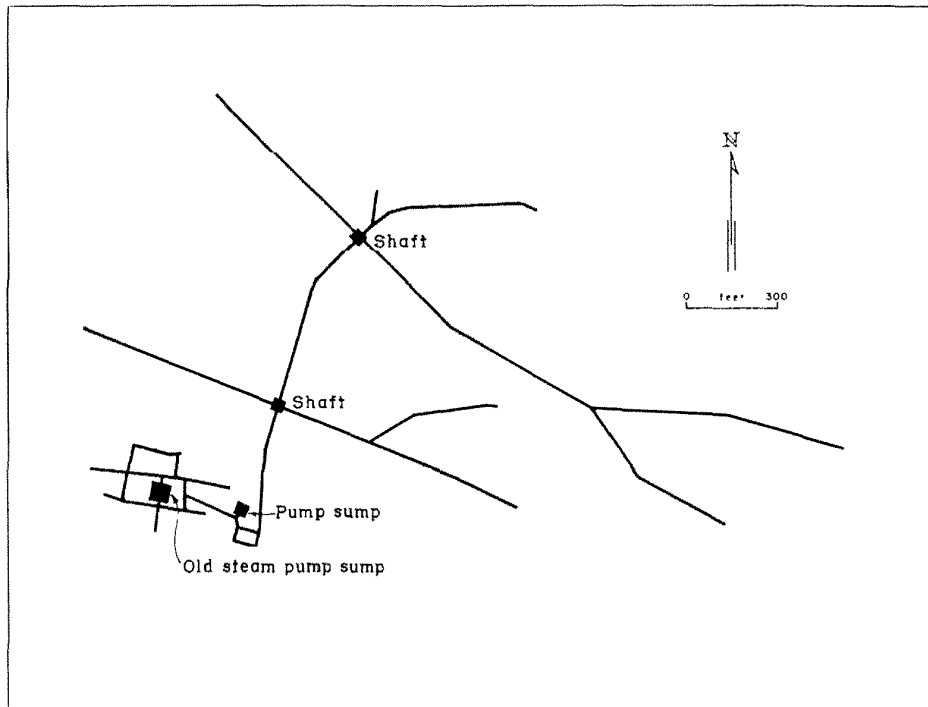 N
0 feet 300
Shaft
Shaft
Pump sump
Old steam pump sump